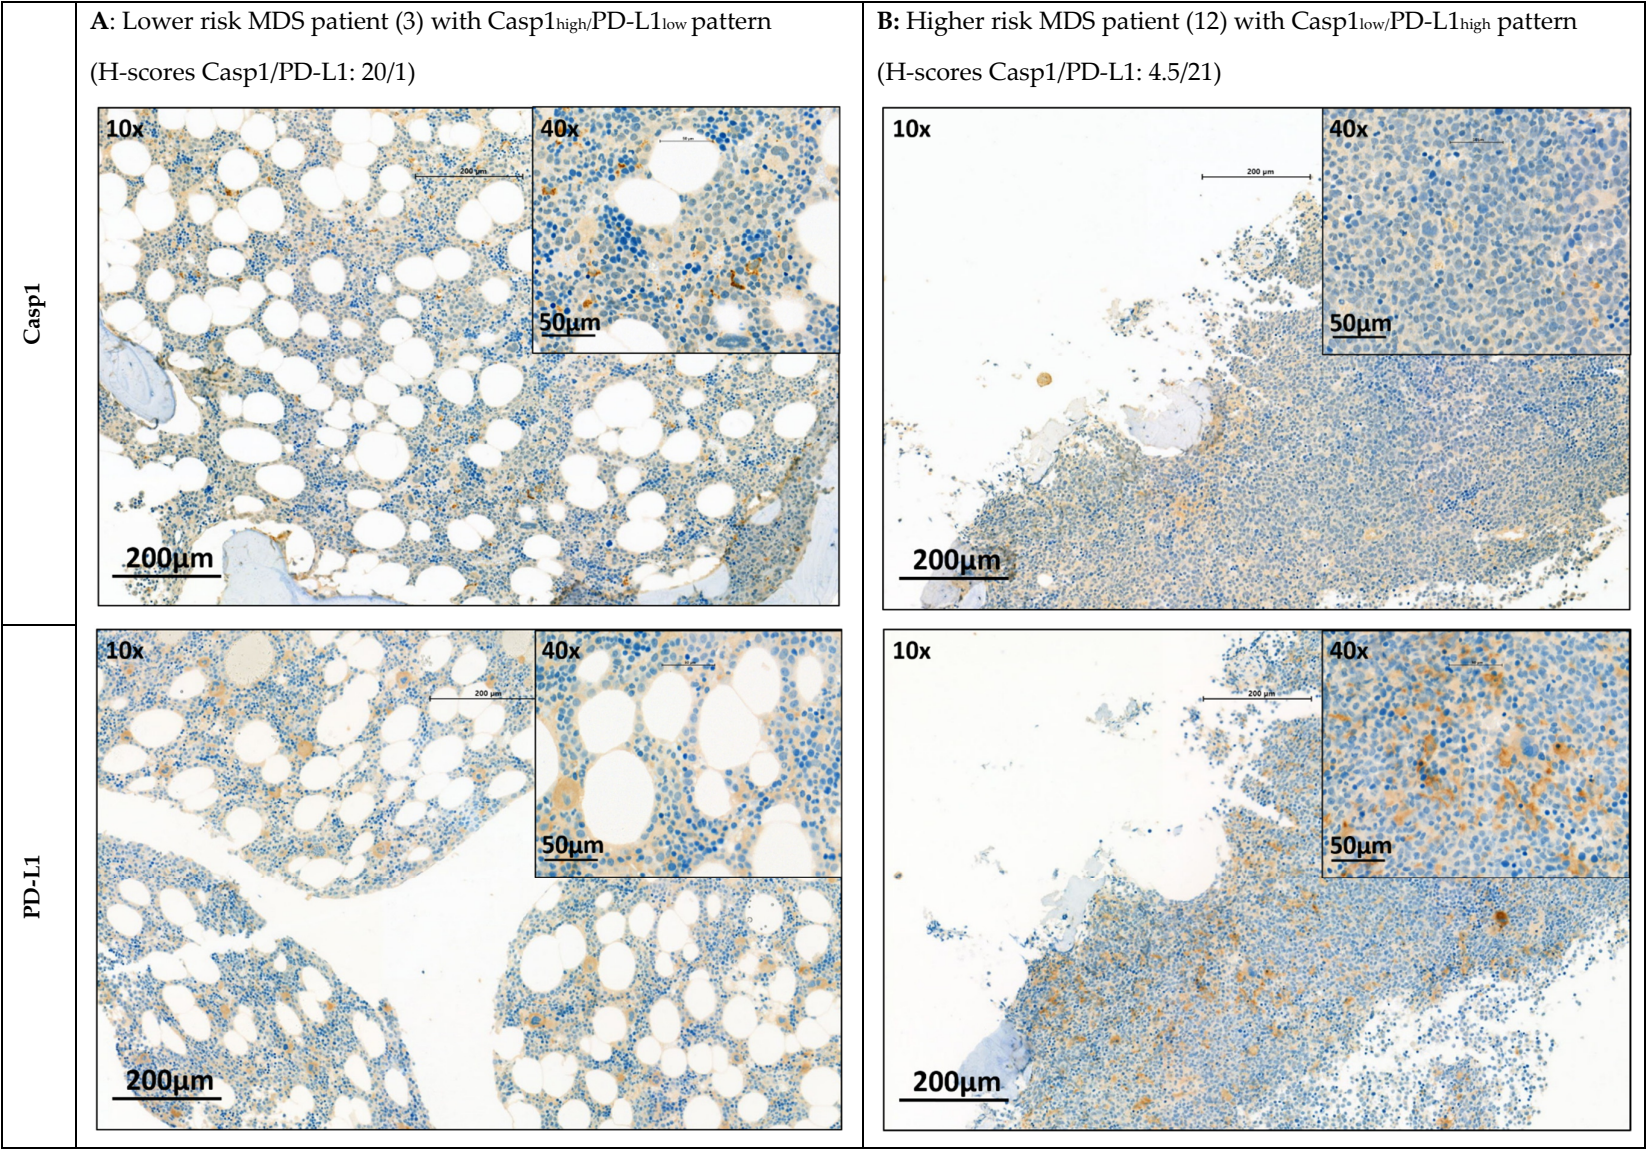 A: Lower risk MDS patient (3) with Casp1high/PD-L1low pattern
(H-scores Casp1/PD-L1: 20/1)
B: Higher risk MDS patient (12) with Casp1low/PD-L1high pattern
(H-scores Casp1/PD-L1: 4.5/21)
Casp1
10x
200 µm
40x
50µm
200µm
10x
200 µm
40x
50µm
200µm
PD-L1
10x
200 µm
40x
50µm
200µm
10x
200 µm
40x
50µm
200µm